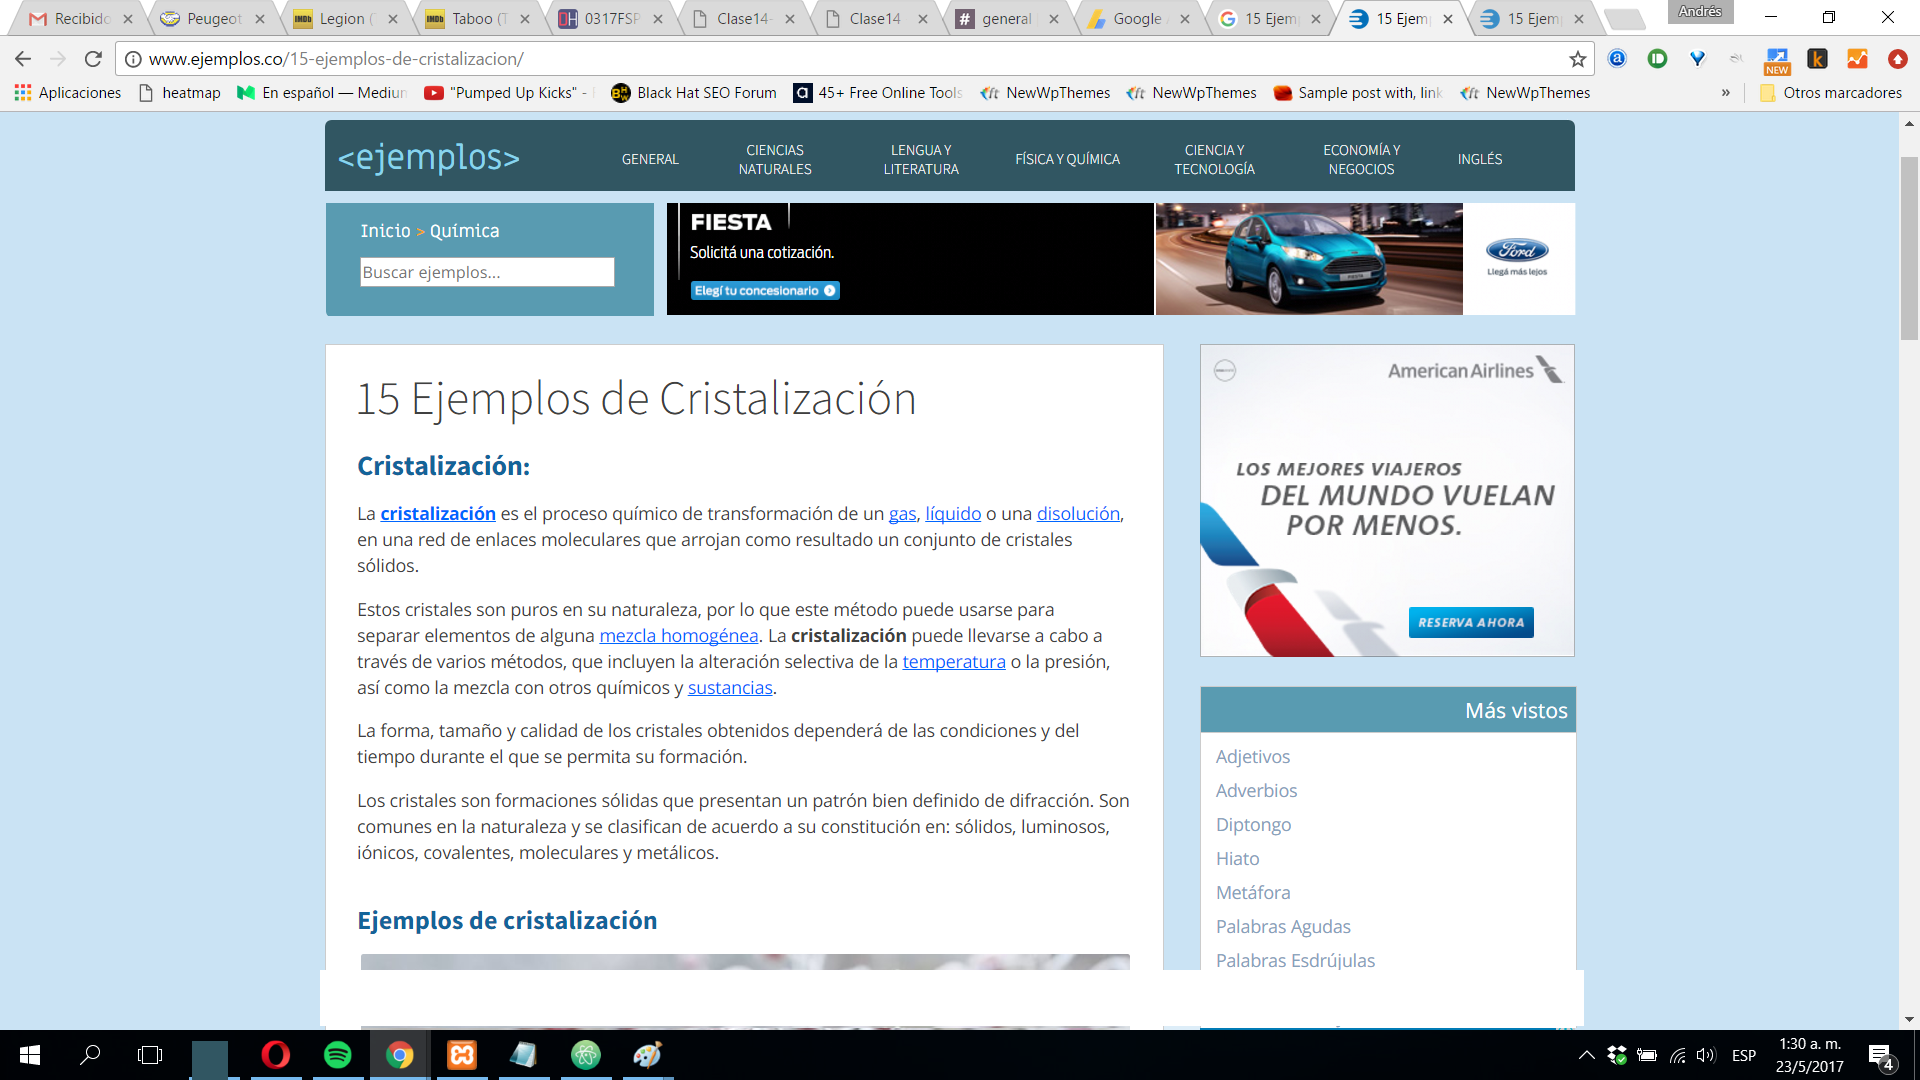 Recibido
Peugeot
Legion (
Taboo (T
0317FSP
Clase14-
Clase14
general
Google
15 Ejem
15 Ejem
15 Ejem
Andrés
www.ejemplos.co/15-ejemplos-de-cristalizacion/
NEW
Aplicaciones
heatmap
En español — Medium
"Pumped Up Kicks" -
Black Hat SEO Forum
45+ Free Online Tools
NewWpThemes
NewWpThemes
Sample post with, link
NewWpThemes
»
Otros marcadores
<ejemplos>
GENERAL
CIENCIAS
NATURALES
LENGUA Y
LITERATURA
FÍSICA Y QUÍMICA
CIENCIA Y
TECNOLOGÍA
ECONOMÍA Y
NEGOCIOS
INGLÉS
Inicio > Química
Buscar ejemplos...
FIESTA
Solicitá una cotización.
Elegí tu concesionario
Ford
Llegá más lejos
15 Ejemplos de Cristalización
Cristalización:
La cristalización es el proceso químico de transformación de un gas, líquido o una disolución,
en una red de enlaces moleculares que arrojan como resultado un conjunto de cristales
sólidos.
Estos cristales son puros en su naturaleza, por lo que este método puede usarse para
separar elementos de alguna mezcla homogénea. La cristalización puede llevarse a cabo a
través de varios métodos, que incluyen la alteración selectiva de la temperatura o la presión,
así como la mezcla con otros químicos y sustancias.
La forma, tamaño y calidad de los cristales obtenidos dependerá de las condiciones y del
tiempo durante el que se permita su formación.
Los cristales son formaciones sólidas que presentan un patrón bien definido de difracción. Son
comunes en la naturaleza y se clasifican de acuerdo a su constitución en: sólidos, luminosos,
iónicos, covalentes, moleculares y metálicos.
Ejemplos de cristalización
American Airlines
LOS MEJORES VIAJEROS
DEL MUNDO VUELAN
POR MENOS.
RESERVA AHORA
Más vistos
Adjetivos
Adverbios
Diptongo
Hiato
Metáfora
Palabras Agudas
Palabras Esdrújulas
ESP
1:30 a. m.
23/5/2017
4